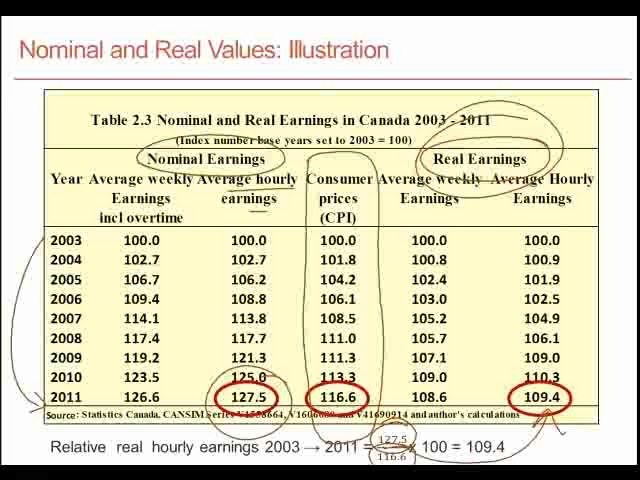 Nominal and Real Values: Illustration
Table 2.3 Nominal and Real Earnings in Canada 2003 - 2011
(Index number base years set to 2003 = 100)
Nominal Earnings Real Earnings
Year Average weekly Average hourly Consumer Average weekly Average Hourly
Earnings earnings prices Earnings Earnings
incl overtime (CPI)
2003 100.0 100.0 100.0 100.0 100.0
2004 102.7 102.7 101.8 100.8 100.9
2005 106.7 106.2 104.2 102.4 101.9
2006 109.4 108.8 106.1 103.0 102.5
2007 114.1 113.8 108.5 105.2 104.9
2008 117.4 117.7 111.0 105.7 106.1
2009 119.2 121.3 111.3 107.1 109.0
2010 123.5 125.0 113.3 109.0 110.3
2011 126.6 127.5 116.6 108.6 109.4
Source: Statistics Canada, CANSIM Series and V41690914 and author's calculations
Relative real hourly earnings 2003 → 2011 = 127.5/116.6 x 100 = 109.4